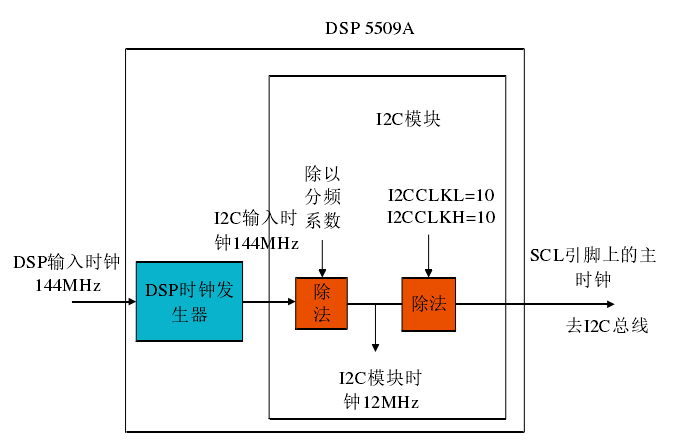 DSP 5509A
I2C模块
除以
分频
系数
I2CCLKL=10
I2CCLKH=10
I2C输入时
钟144MHz
DSP输入时钟
144MHz
DSP时钟发
生器
除
法
除法
SCL引脚上的主
时钟
去I2C总线
I2C模块时
钟12MHz